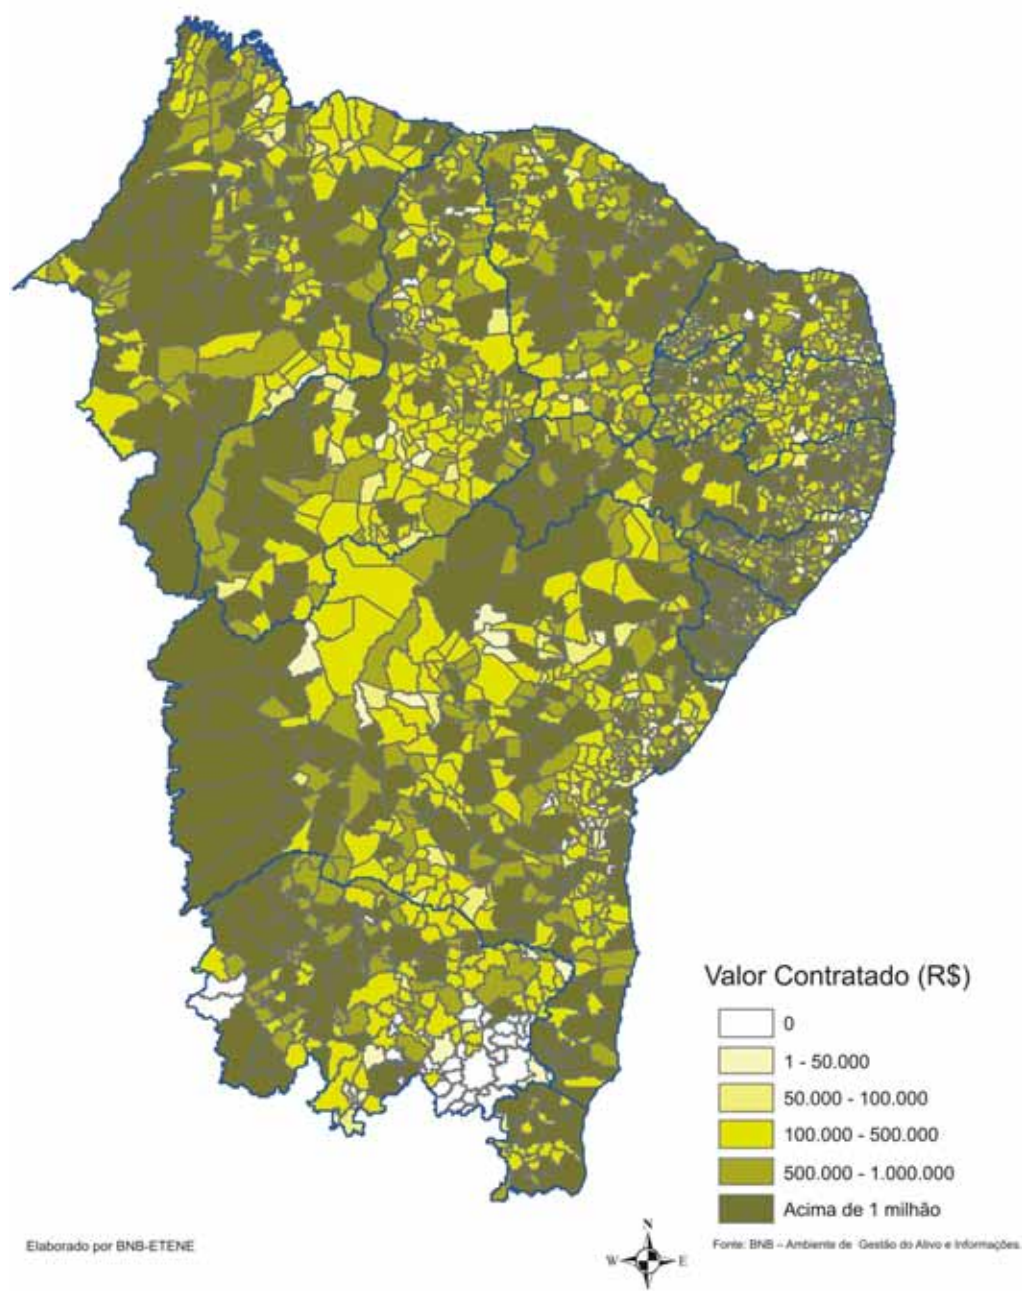 Valor Contratado (R$)
0
1 - 50.000
50.000 - 100.000
100.000 - 500.000
500.000 - 1.000.000
Acima de 1 milhão
Elaborado por BNB-ETENE
N
W
E
Fonte: BNB – Ambiente de Gestão do Ativo e Informações.